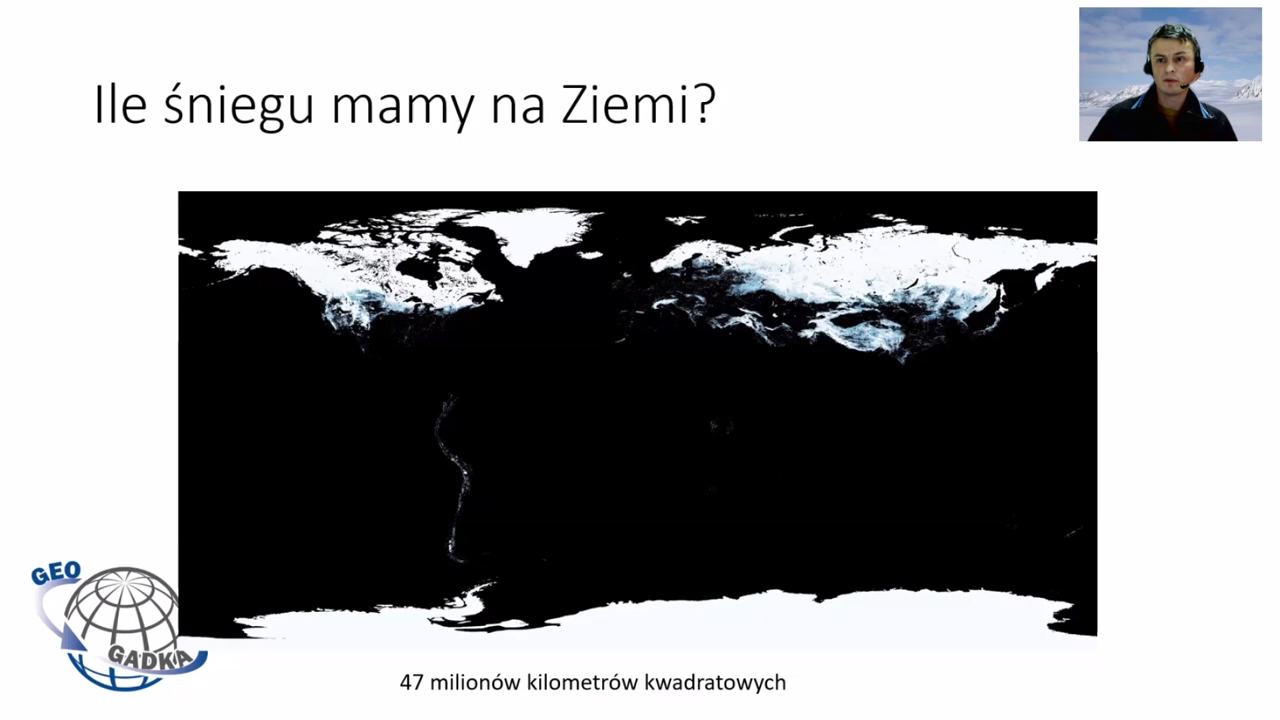 Ile śniegu mamy na Ziemi?
GEO
GADKA
47 milionów kilometrów kwadratowych